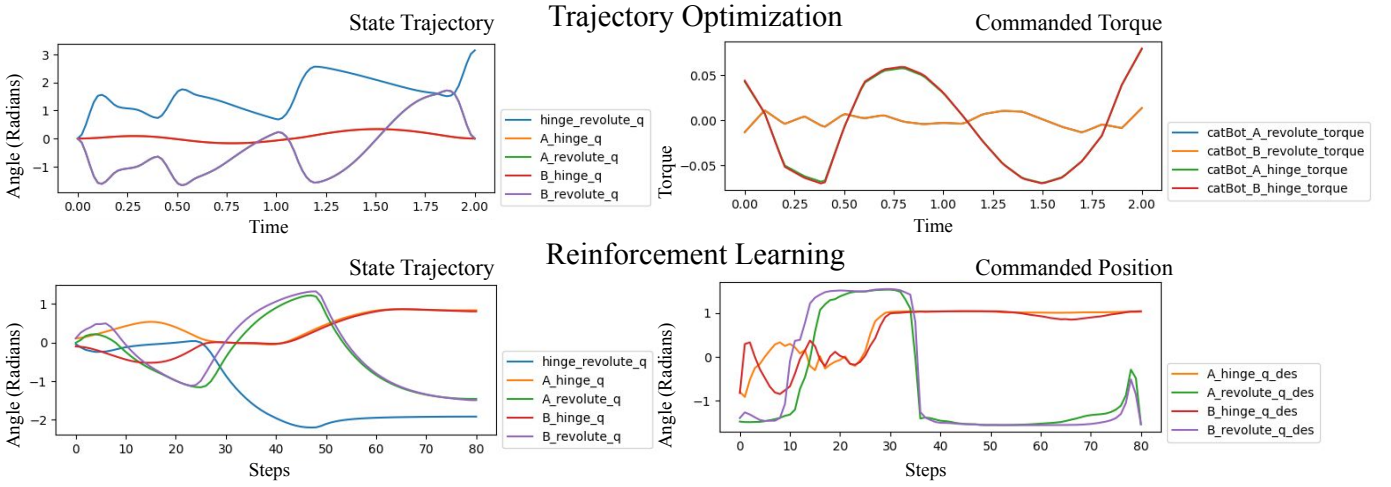 Trajectory Optimization
State Trajectory
Commanded Torque
Angle (Radians)
3
2
1
0
−1
0.00 0.25 0.50 0.75 1.00 1.25 1.50 1.75 2.00
Time
hinge_revolute_q
A_hinge_q
A_revolute_q
B_hinge_q
B_revolute_q
Torque
0.05
0.00
−0.05
0.00 0.25 0.50 0.75 1.00 1.25 1.50 1.75 2.00
Time
catBot_A_revolute_torque
catBot_B_revolute_torque
catBot_A_hinge_torque
catBot_B_hinge_torque
Reinforcement Learning
State Trajectory
Commanded Position
Angle (Radians)
1
0
−1
−2
0 10 20 30 40 50 60 70 80
Steps
hinge_revolute_q
A_hinge_q
A_revolute_q
B_hinge_q
B_revolute_q
Angle (Radians)
1
0
−1
0 10 20 30 40 50 60 70 80
Steps
A_hinge_q_des
A_revolute_q_des
B_hinge_q_des
B_revolute_q_des